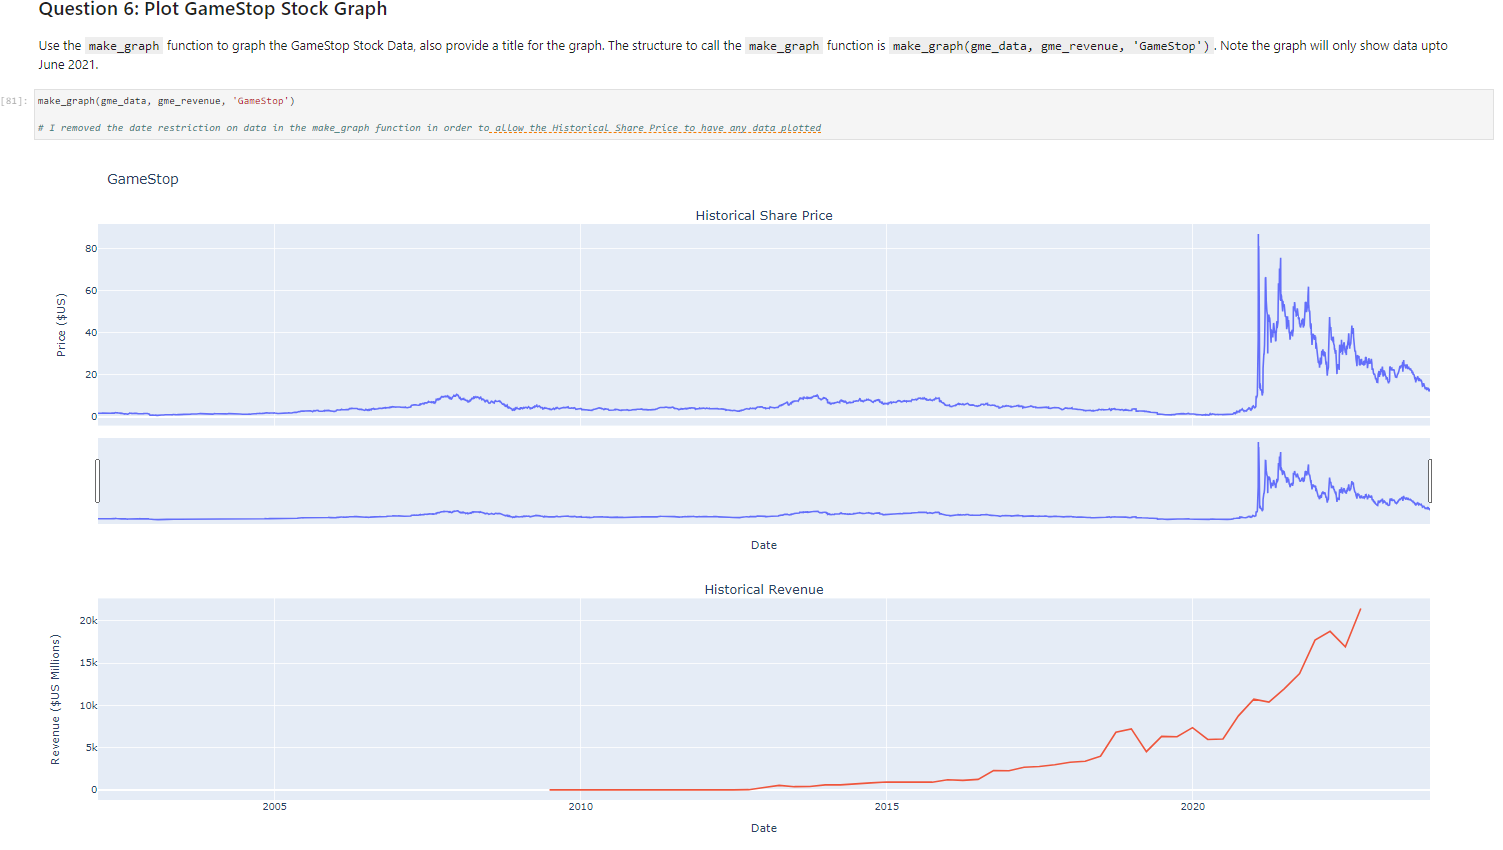 Question 6: Plot GameStop Stock Graph
Use the make_graph function to graph the GameStop Stock Data, also provide a title for the graph. The structure to call the make_graph function is make_graph(gme_data, gme_revenue, 'GameStop') . Note the graph will only show data upto
June 2021.
[81]: make_graph(gme_data, gme_revenue, 'GameStop')
# I removed the date restriction on data in the make_graph function in order to allow the Historical Share Price to have any data plotted
GameStop
Historical Share Price
Price ($US)
80
60
40
20
0
Date
Historical Revenue
Revenue ($US Millions)
20k
15k
10k
5k
0
2005 2010 2015 2020
Date